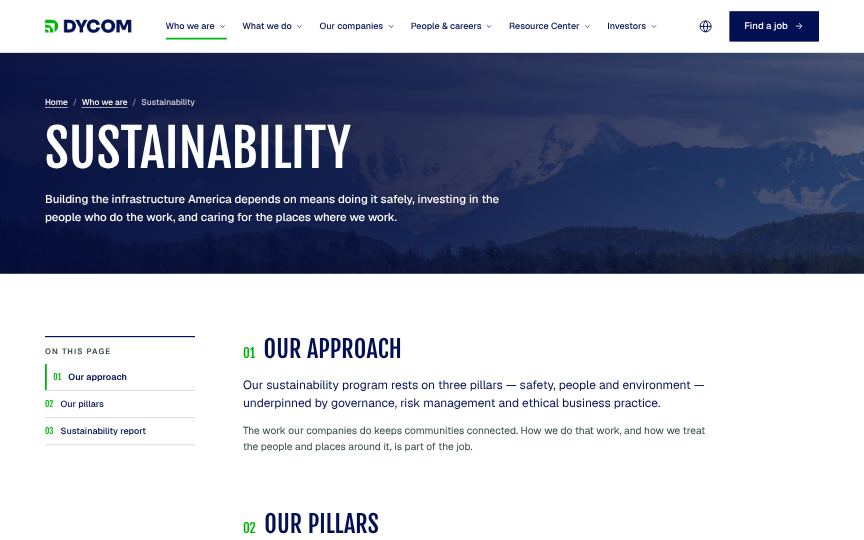 DYCOM
Who we are
What we do
Our companies
People & careers
Resource Center
Investors
Find a job
Home / Who we are / Sustainability
SUSTAINABILITY
Building the infrastructure America depends on means doing it safely, investing in the
people who do the work, and caring for the places where we work.
ON THIS PAGE
01 Our approach
02 Our pillars
03 Sustainability report
01 OUR APPROACH
Our sustainability program rests on three pillars — safety, people and environment —
underpinned by governance, risk management and ethical business practice.
The work our companies do keeps communities connected. How we do that work, and how we treat
the people and places around it, is part of the job.
02 OUR PILLARS